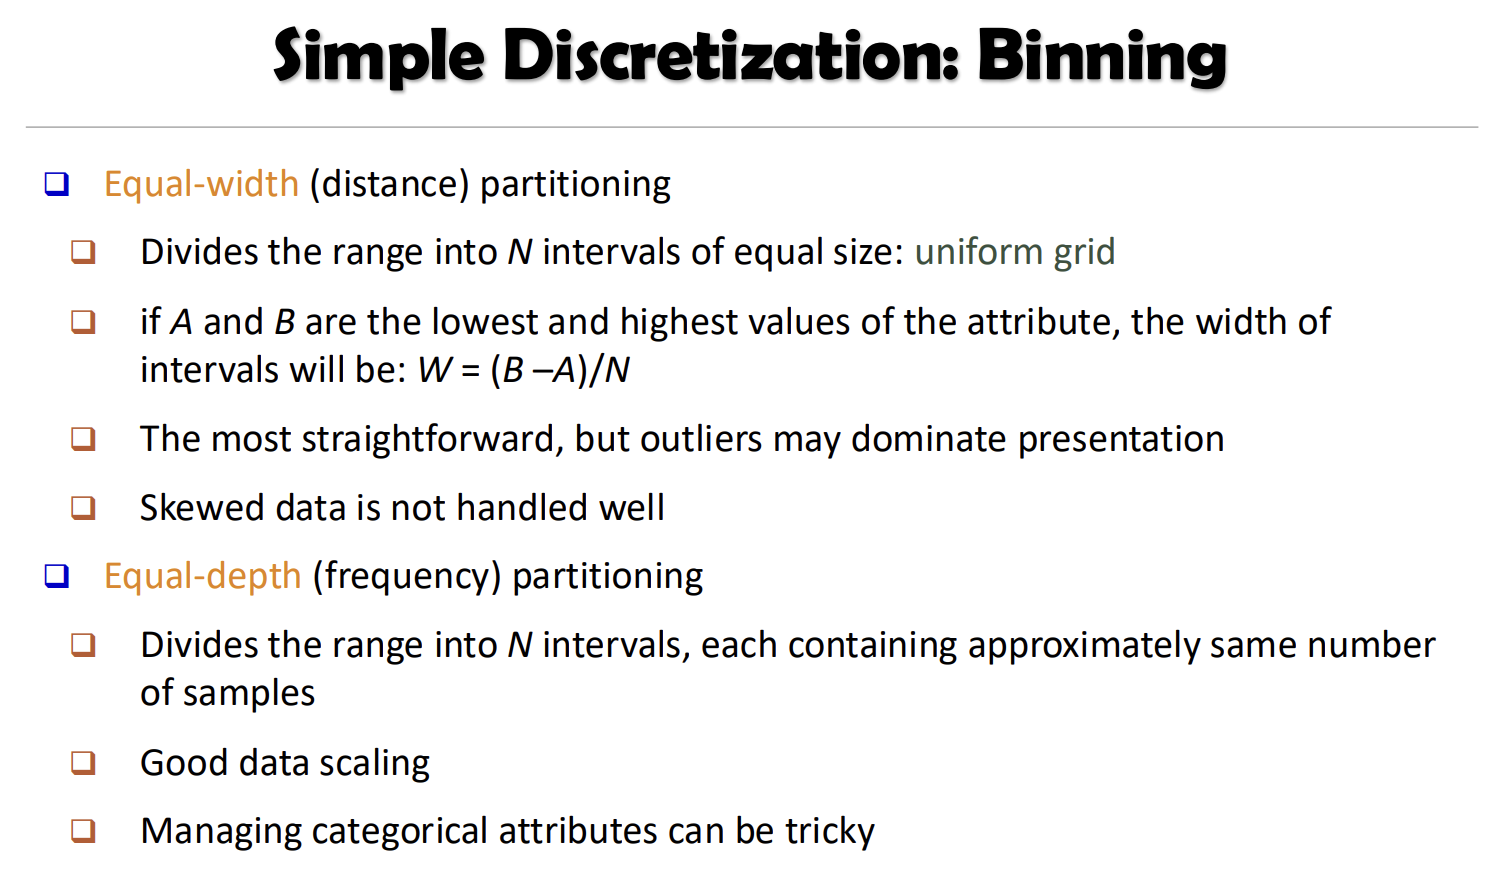 Simple Discretization: Binning
Equal-width (distance) partitioning
Divides the range into N intervals of equal size: uniform grid
if A and B are the lowest and highest values of the attribute, the width of
intervals will be: W = (B –A)/N
The most straightforward, but outliers may dominate presentation
Skewed data is not handled well
Equal-depth (frequency) partitioning
Divides the range into N intervals, each containing approximately same number
of samples
Good data scaling
Managing categorical attributes can be tricky